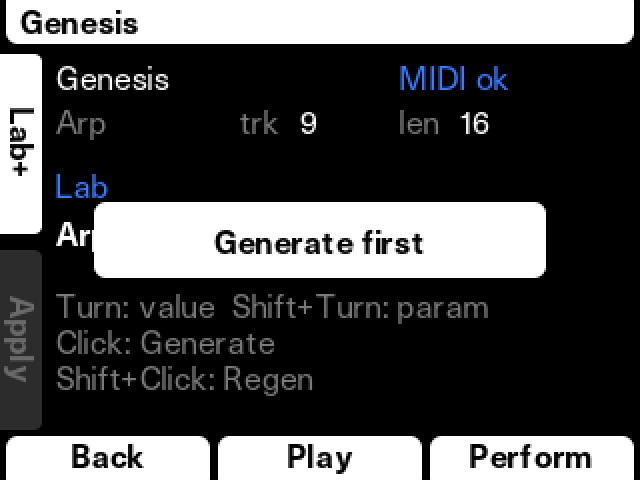 Genesis
Lab+
Apply
Genesis MIDI ok
Arp trk 9 len 16
Lab
Generate first
Turn: value Shift+Turn: param
Click: Generate
Shift+Click: Regen
Back Play Perform